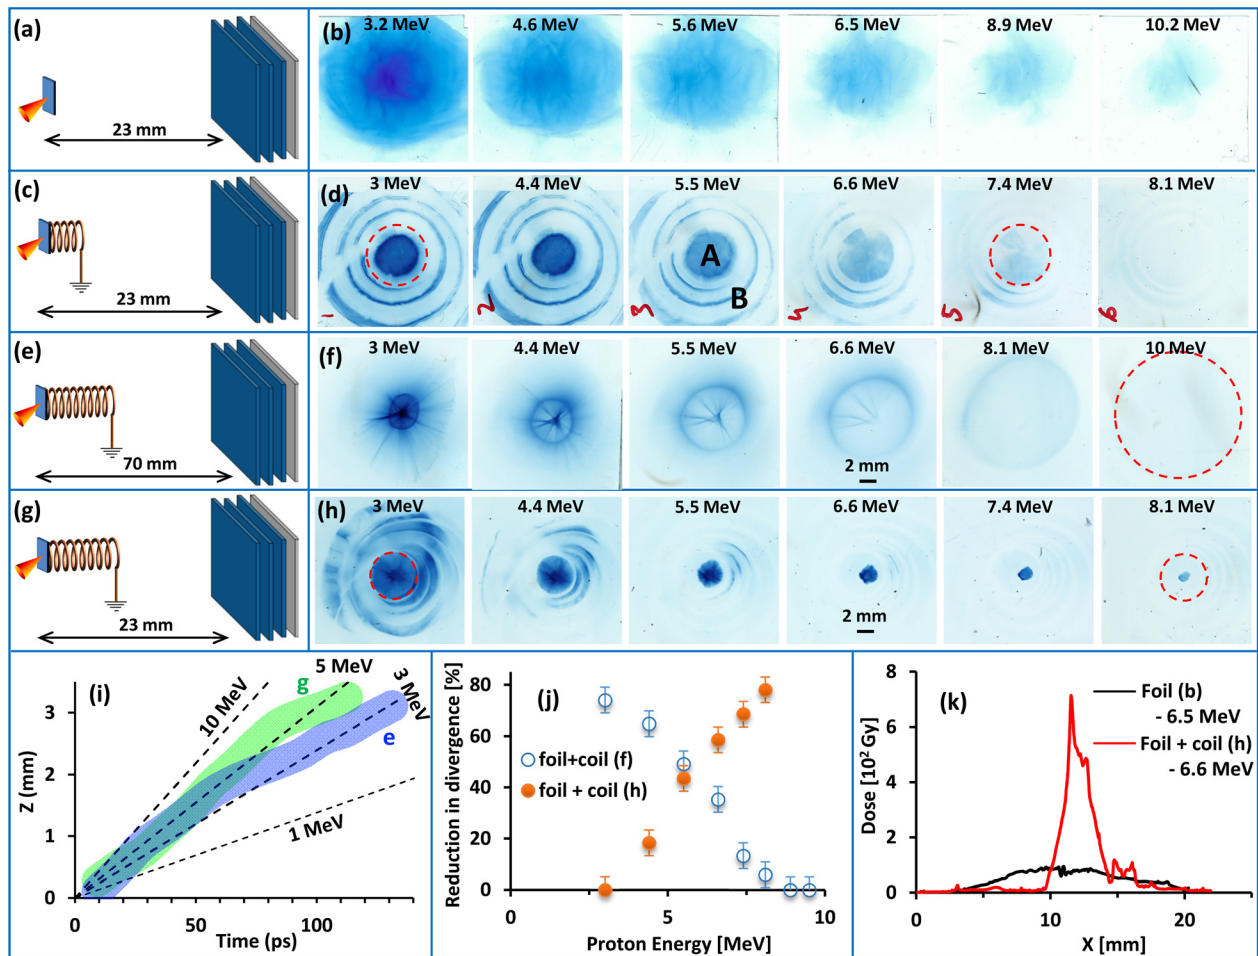 (a)
23 mm
(b)
3.2 MeV 4.6 MeV 5.6 MeV 6.5 MeV 8.9 MeV 10.2 MeV
(c)
23 mm
(d)
3 MeV 4.4 MeV 5.5 MeV 6.6 MeV 7.4 MeV 8.1 MeV
A
B
1 2 3 4 5 6
(e)
70 mm
(f)
3 MeV 4.4 MeV 5.5 MeV 6.6 MeV 8.1 MeV 10 MeV
2 mm
(g)
23 mm
(h)
3 MeV 4.4 MeV 5.5 MeV 6.6 MeV 7.4 MeV 8.1 MeV
2 mm
(i)
10 MeV
g
5 MeV
3 MeV
e
1 MeV
Z (mm)
3
2
1
0
0 50 100
Time (ps)
(j)
Reduction in divergence [%]
80
60
40
20
0
foil+coil (f)
foil + coil (h)
0 5 10
Proton Energy [MeV]
(k)
Dose [10² Gy]
8
6
4
2
0
Foil (b)
- 6.5 MeV
Foil + coil (h)
- 6.6 MeV
0 10 20
X [mm]